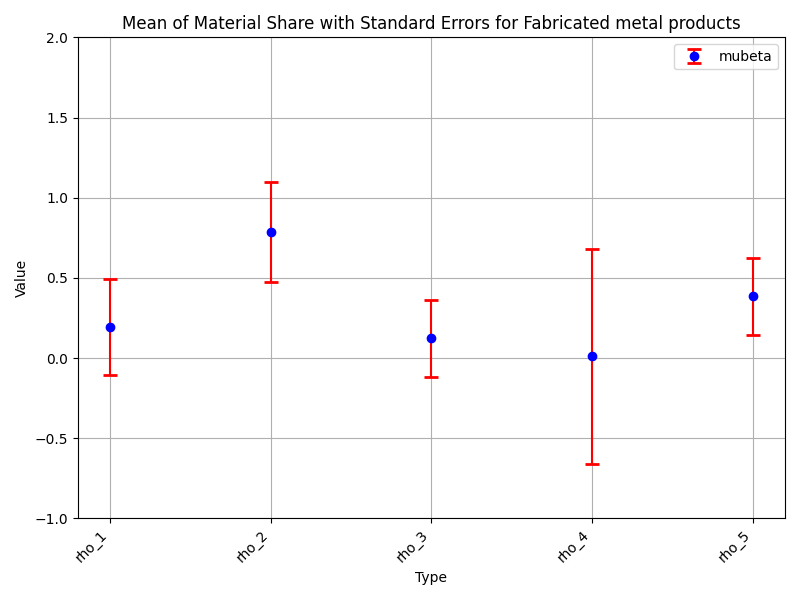 Mean of Material Share with Standard Errors for Fabricated metal products
mubeta
2.0
1.5
1.0
0.5
0.0
−0.5
−1.0
Value
rho_1
rho_2
rho_3
rho_4
rho_5
Type